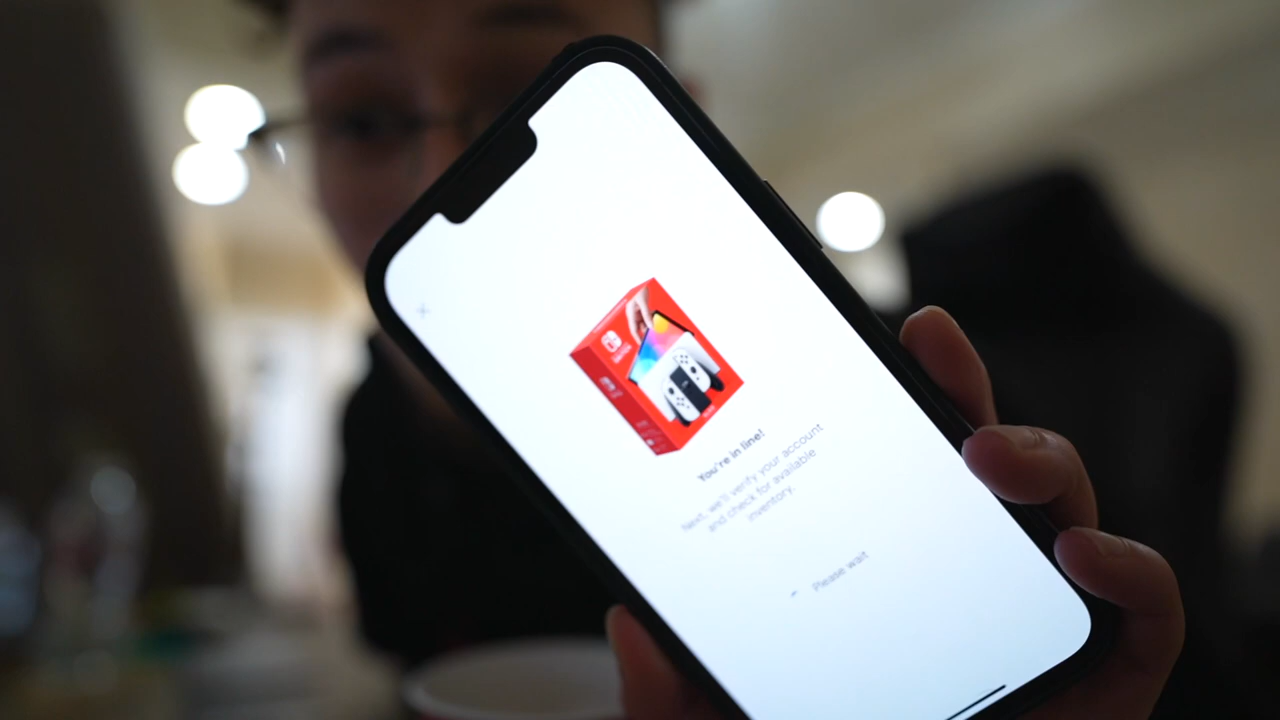 You're in line!
Next, we'll verify your account
and check for available
inventory.
Please wait